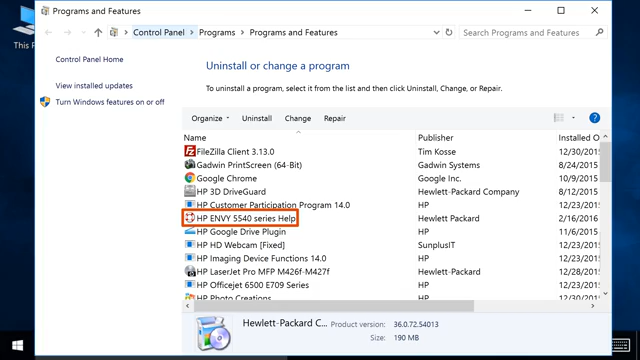 Programs and Features
Control Panel
Programs
Programs and Features
Search Programs and Features
This
Control Panel Home
View installed updates
Turn Windows features on or off
Uninstall or change a program
To uninstall a program, select it from the list and then click Uninstall, Change, or Repair.
Organize Uninstall Change Repair
Name Publisher Installed O
FileZilla Client 3.13.0 Tim Kosse 12/30/2015
Gadwin PrintScreen (64-Bit) Gadwin Systems 8/24/2015
Google Chrome Google Inc. 10/9/2015
HP 3D DriveGuard Hewlett-Packard Company 8/12/2015
HP Customer Participation Program 14.0 HP 12/23/2015
HP ENVY 5540 series Help Hewlett Packard 2/16/2016
HP Google Drive Plugin HP 11/6/2015
HP HD Webcam [Fixed] SunplusIT 12/23/2015
HP Imaging Device Functions 14.0 HP 12/23/2015
HP LaserJet Pro MFP M426f-M427f Hewlett-Packard 12/28/2015
HP Officejet 6500 E709 Series HP 12/23/2015
HP Photo Creations HP 12/30/2015
Hewlett-Packard C... Product version: 36.0.72.54013
Size: 190 MB